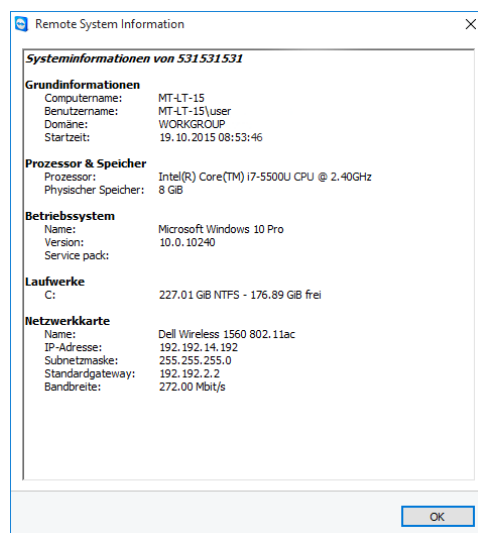 Remote System Information
Systeminformationen von 531531531
Grundinformationen
Computername: MT-LT-15
Benutzername: MT-LT-15\user
Domäne: WORKGROUP
Startzeit: 19.10.2015 08:53:46
Prozessor & Speicher
Prozessor: Intel(R) Core(TM) i7-5500U CPU @ 2.40GHz
Physischer Speicher: 8 GiB
Betriebssystem
Name: Microsoft Windows 10 Pro
Version: 10.0.10240
Service pack:
Laufwerke
C: 227.01 GiB NTFS - 176.89 GiB frei
Netzwerkkarte
Name: Dell Wireless 1560 802.11ac
IP-Adresse: 192.192.14.192
Subnetzmaske: 255.255.255.0
Standardgateway: 192.192.2.2
Bandbreite: 272.00 Mbit/s
OK